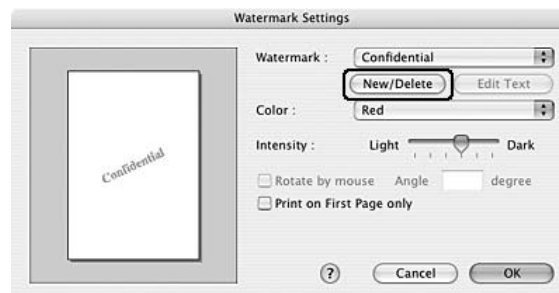 Watermark Settings
Watermark : Confidential
New/Delete Edit Text
Color : Red
Intensity : Light Dark
Confidential
Rotate by mouse Angle degree
Print on First Page only
? Cancel OK